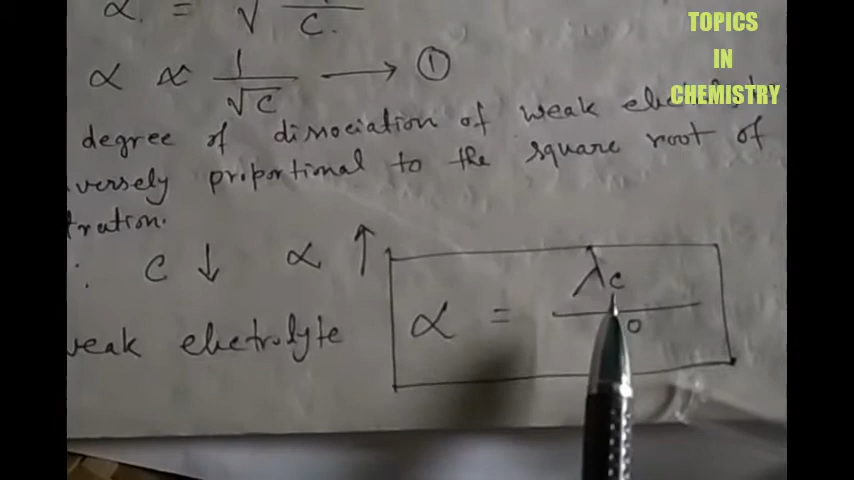 TOPICS
IN
CHEMISTRY
α = √ c.
α ∝ 1/√c → ①
degree of dissociation of weak
versely proportional to the square root of
tration.
c ↓ α ↑
α = λc / 0
weak electrolyte